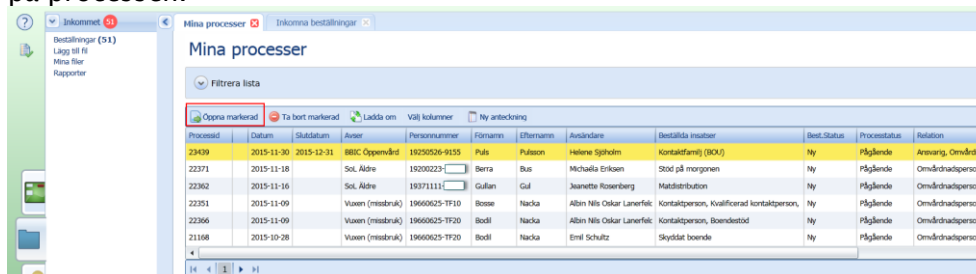 på processen.
Inkommet 51
Beställningar (51)
Lägg till fil
Mina filer
Rapporter
Mina processer Inkomna beställningar
Mina processer
Filtrera lista
Öppna markerad Ta bort markerad Ladda om Välj kolumner Ny anteckning
Processid Datum Slutdatum Avser Personnummer Förnamn Efternamn Avsändare Beställda insatser Best.Status Processtatus Relation
23439 2015-11-30 2015-12-31 BBIC Öppenvård 19250526-9155 Puls Pulsson Helene Sjöholm Kontaktfamilj (BOU) Ny Pågående Ansvarig, Omvård
22371 2015-11-18 SoL Äldre 19200223- Berra Bus Michaéla Eriksen Stöd på morgonen Ny Pågående Omvårdnadsperso
22362 2015-11-16 SoL Äldre 19371111- Gullan Gul Jeanette Rosenberg Matdistribution Ny Pågående Omvårdnadsperso
22351 2015-11-09 Vuxen (missbruk) 19660625-TF10 Bosse Nacka Albin Nils Oskar Lanerfelc Kontaktperson, Kvalificerad kontaktperson, Ny Pågående Omvårdnadsperso
22366 2015-11-09 Vuxen (missbruk) 19660625-TF20 Bodil Nacka Albin Nils Oskar Lanerfelc Kontaktperson, Boendestöd Ny Pågående Omvårdnadsperso
21168 2015-10-28 Vuxen (missbruk) 19660625-TF20 Bodil Nacka Emil Schultz Skyddat boende Ny Pågående Omvårdnadsperso
1